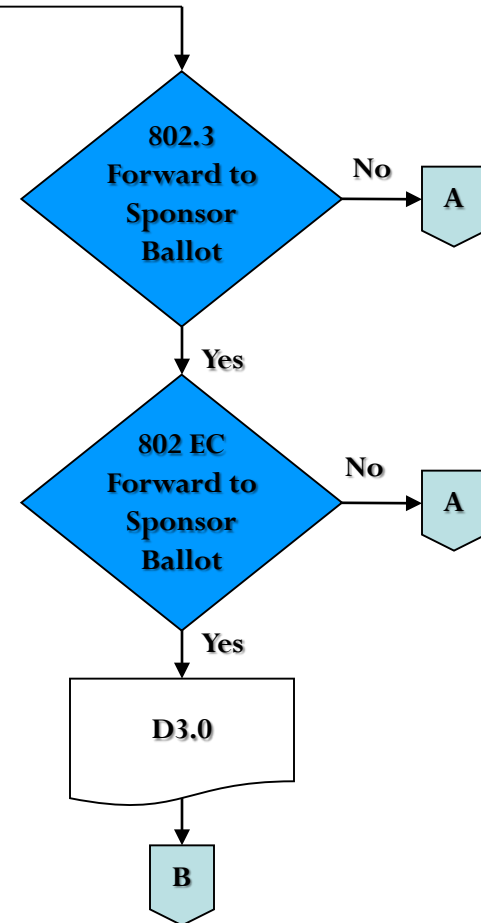 802.3
Forward to
Sponsor
Ballot
No
A
Yes
802 EC
Forward to
Sponsor
Ballot
No
A
Yes
D3.0
B